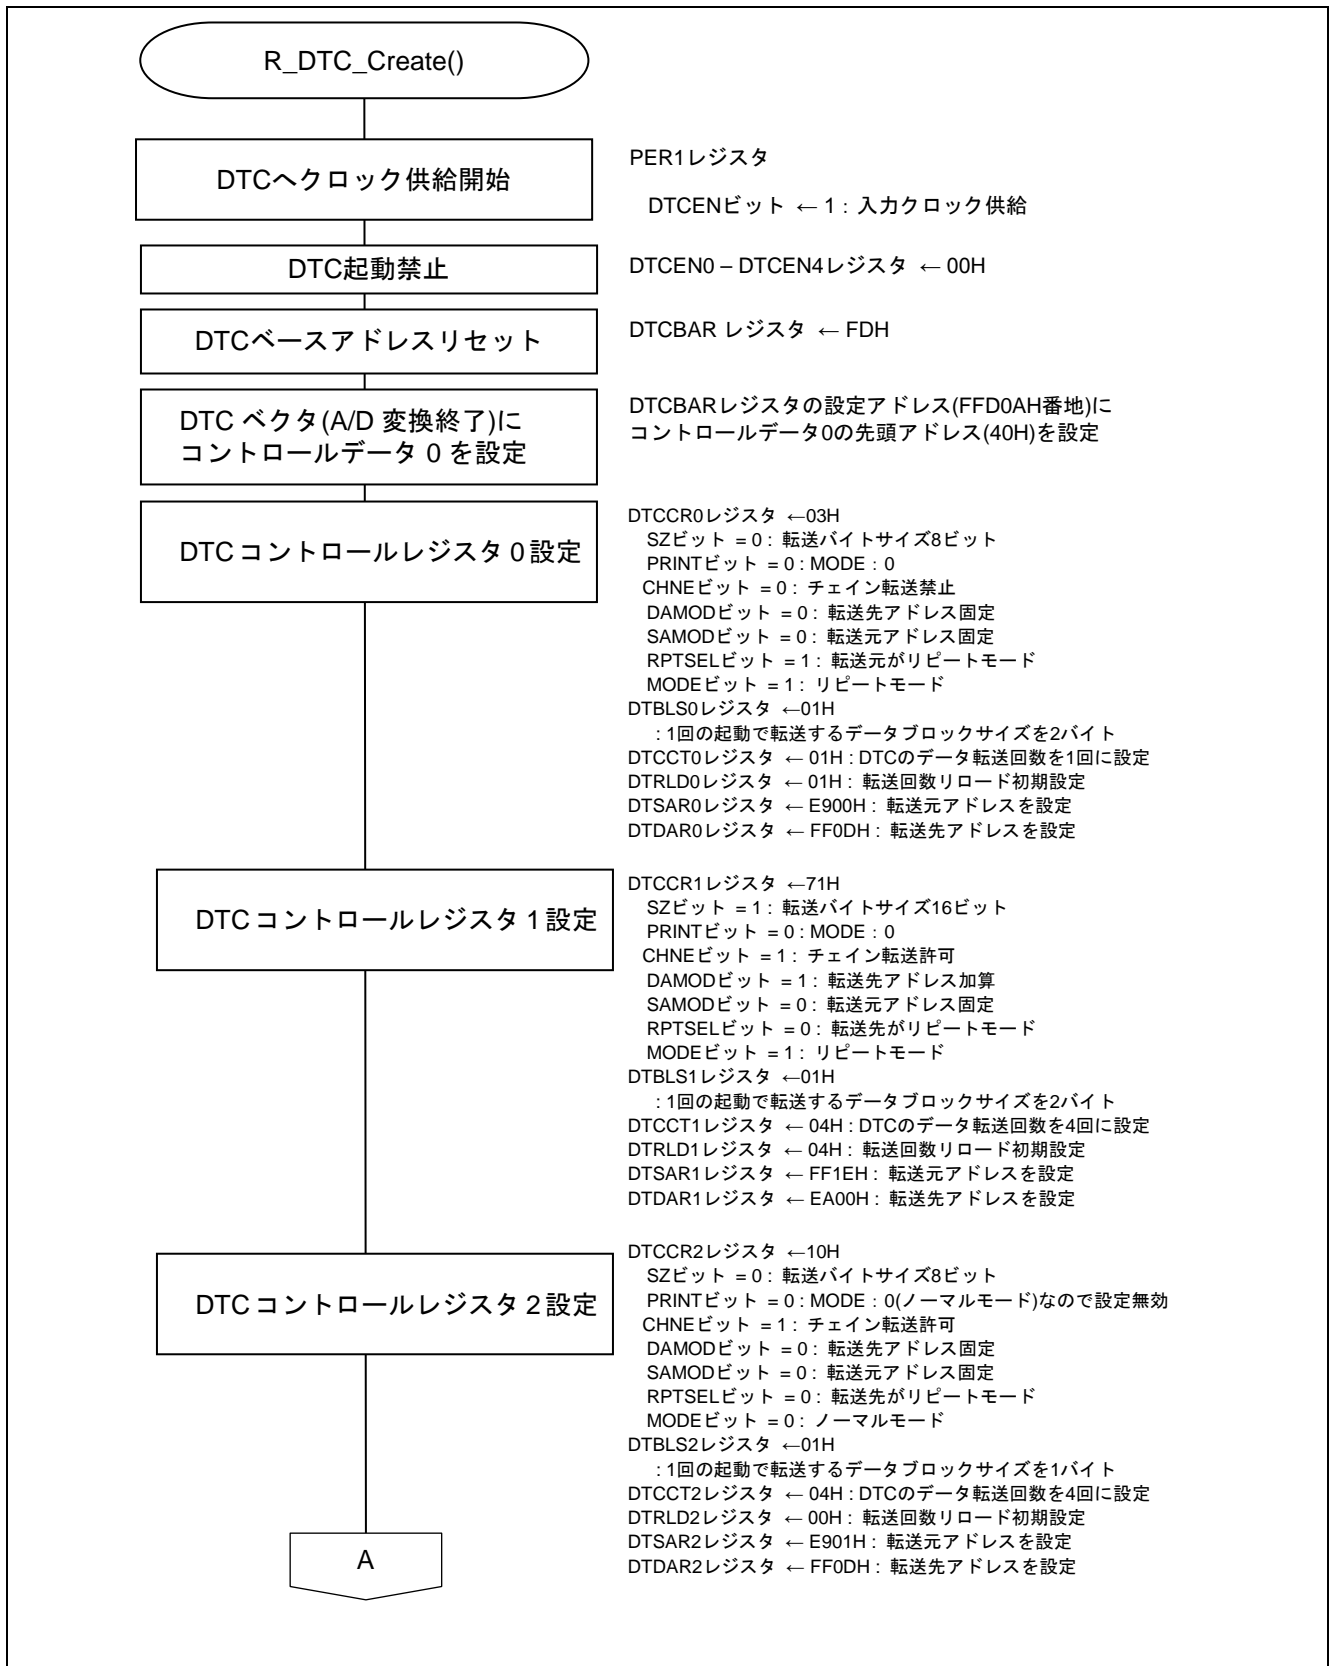 R_DTC_Create()
DTCへクロック供給開始
PER1レジスタ
DTCENビット ← 1 : 入力クロック供給
DTC起動禁止
DTCEN0 – DTCEN4レジスタ ← 00H
DTCベースアドレスリセット
DTCBAR レジスタ ← FDH
DTC ベクタ(A/D 変換終了)に
コントロールデータ 0 を設定
DTCBARレジスタの設定アドレス(FFD0AH番地)に
コントロールデータ0の先頭アドレス(40H)を設定
DTC コントロールレジスタ 0 設定
DTCCR0レジスタ ←03H
SZビット = 0 : 転送バイトサイズ8ビット
PRINTビット = 0 : MODE : 0
CHNEビット = 0 : チェイン転送禁止
DAMODビット = 0 : 転送先アドレス固定
SAMODビット = 0 : 転送元アドレス固定
RPTSELビット = 1 : 転送元がリピートモード
MODEビット = 1 : リピートモード
DTBLS0レジスタ ←01H
: 1回の起動で転送するデータブロックサイズを2バイト
DTCCT0レジスタ ← 01H : DTCのデータ転送回数を1回に設定
DTRLD0レジスタ ← 01H : 転送回数リロード初期設定
DTSAR0レジスタ ← E900H : 転送元アドレスを設定
DTDAR0レジスタ ← FF0DH : 転送先アドレスを設定
DTC コントロールレジスタ 1 設定
DTCCR1レジスタ ←71H
SZビット = 1 : 転送バイトサイズ16ビット
PRINTビット = 0 : MODE : 0
CHNEビット = 1 : チェイン転送許可
DAMODビット = 1 : 転送先アドレス加算
SAMODビット = 0 : 転送元アドレス固定
RPTSELビット = 0 : 転送先がリピートモード
MODEビット = 1 : リピートモード
DTBLS1レジスタ ←01H
: 1回の起動で転送するデータブロックサイズを2バイト
DTCCT1レジスタ ← 04H : DTCのデータ転送回数を4回に設定
DTRLD1レジスタ ← 04H : 転送回数リロード初期設定
DTSAR1レジスタ ← FF1EH : 転送元アドレスを設定
DTDAR1レジスタ ← EA00H : 転送先アドレスを設定
DTC コントロールレジスタ 2 設定
DTCCR2レジスタ ←10H
SZビット = 0 : 転送バイトサイズ8ビット
PRINTビット = 0 : MODE : 0(ノーマルモード)なので設定無効
CHNEビット = 1 : チェイン転送許可
DAMODビット = 0 : 転送先アドレス固定
SAMODビット = 0 : 転送元アドレス固定
RPTSELビット = 0 : 転送先がリピートモード
MODEビット = 0 : ノーマルモード
DTBLS2レジスタ ←01H
: 1回の起動で転送するデータブロックサイズを1バイト
DTCCT2レジスタ ← 04H : DTCのデータ転送回数を4回に設定
DTRLD2レジスタ ← 00H : 転送回数リロード初期設定
DTSAR2レジスタ ← E901H : 転送元アドレスを設定
DTDAR2レジスタ ← FF0DH : 転送先アドレスを設定
A